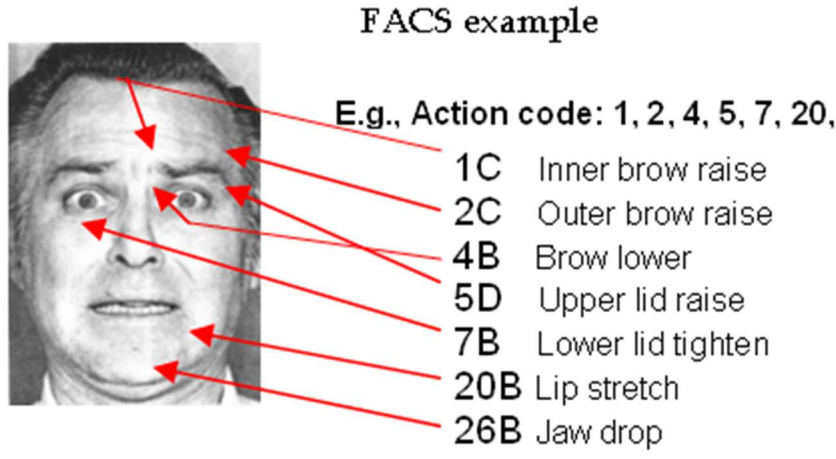 FACS example
E.g., Action code: 1, 2, 4, 5, 7, 20,
1C Inner brow raise
2C Outer brow raise
4B Brow lower
5D Upper lid raise
7B Lower lid tighten
20B Lip stretch
26B Jaw drop